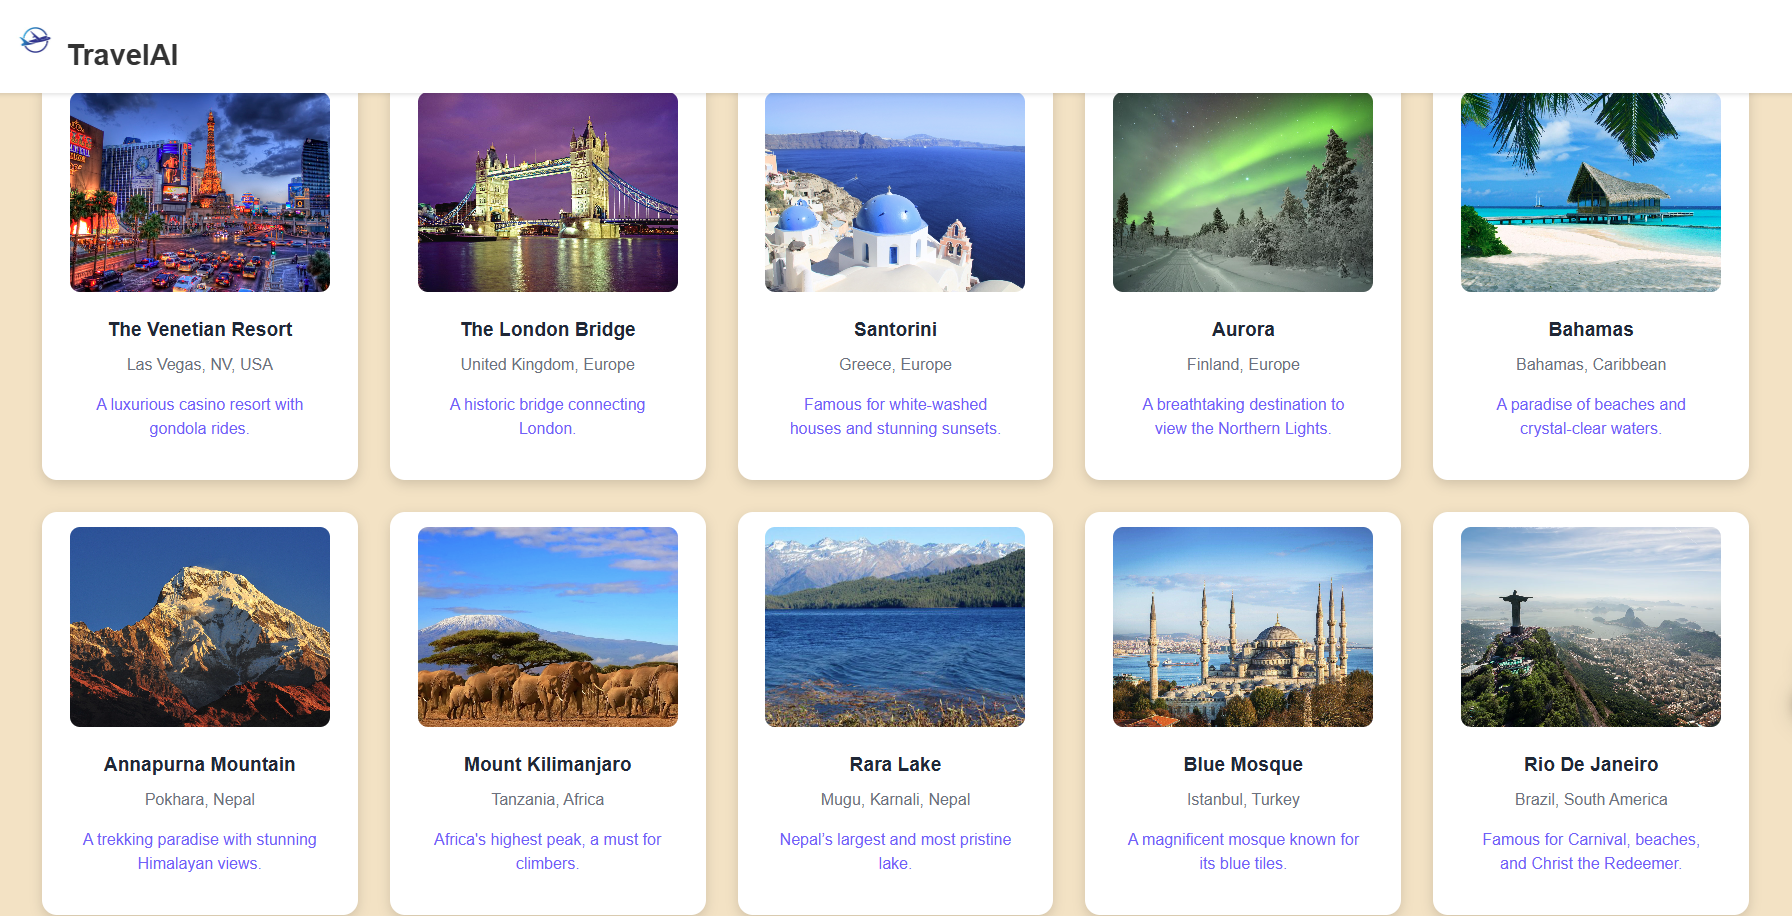 TravelAI
The Venetian Resort
Las Vegas, NV, USA
A luxurious casino resort with
gondola rides.
The London Bridge
United Kingdom, Europe
A historic bridge connecting
London.
Santorini
Greece, Europe
Famous for white-washed
houses and stunning sunsets.
Aurora
Finland, Europe
A breathtaking destination to
view the Northern Lights.
Bahamas
Bahamas, Caribbean
A paradise of beaches and
crystal-clear waters.
Annapurna Mountain
Pokhara, Nepal
A trekking paradise with stunning
Himalayan views.
Mount Kilimanjaro
Tanzania, Africa
Africa's highest peak, a must for
climbers.
Rara Lake
Mugu, Karnali, Nepal
Nepal's largest and most pristine
lake.
Blue Mosque
Istanbul, Turkey
A magnificent mosque known for
its blue tiles.
Rio De Janeiro
Brazil, South America
Famous for Carnival, beaches,
and Christ the Redeemer.